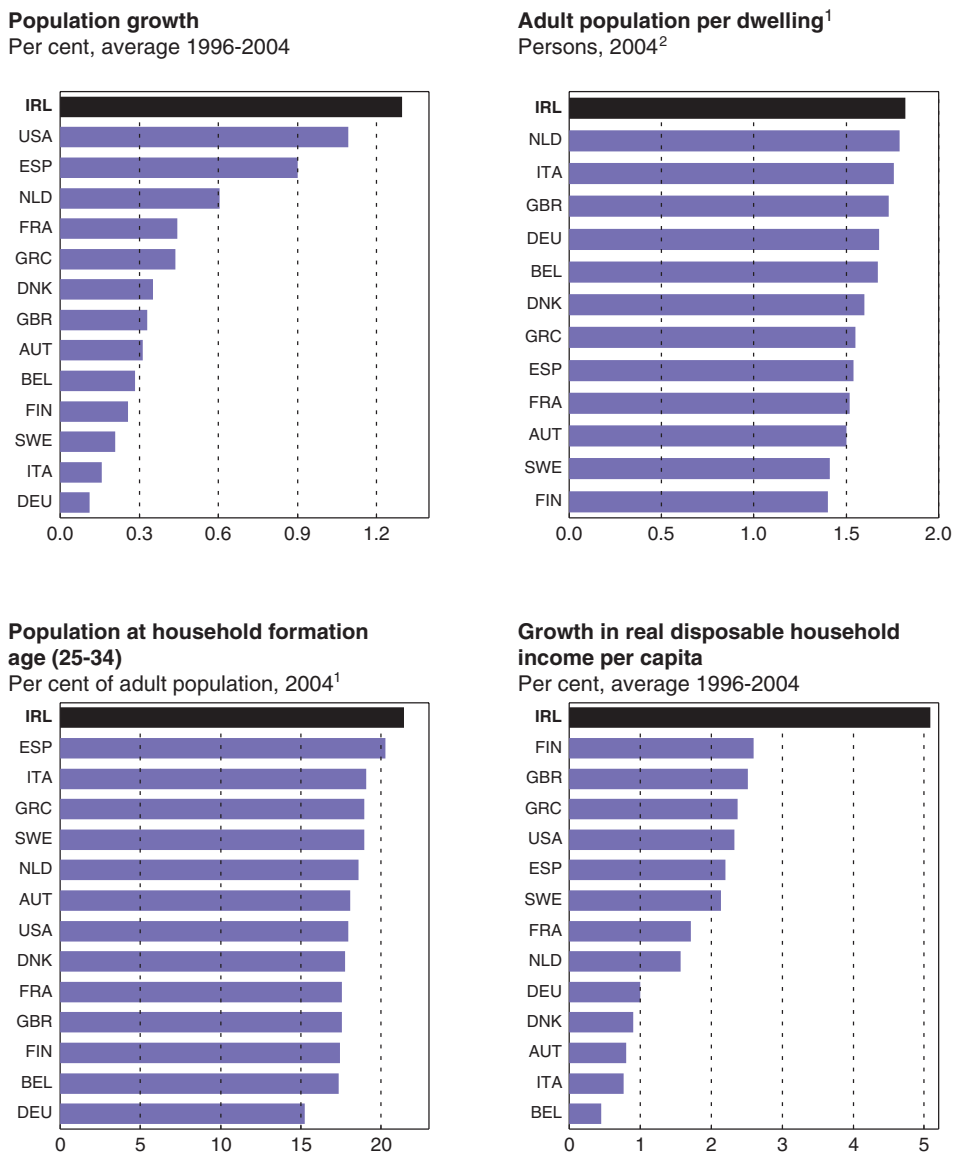 Population growth
Per cent, average 1996-2004
IRL
USA
ESP
NLD
FRA
GRC
DNK
GBR
AUT
BEL
FIN
SWE
ITA
DEU
0.0 0.3 0.6 0.9 1.2
Adult population per dwelling¹
Persons, 2004²
IRL
NLD
ITA
GBR
DEU
BEL
DNK
GRC
ESP
FRA
AUT
SWE
FIN
0.0 0.5 1.0 1.5 2.0
Population at household formation
age (25-34)
Per cent of adult population, 2004¹
IRL
ESP
ITA
GRC
SWE
NLD
AUT
USA
DNK
FRA
GBR
FIN
BEL
DEU
0 5 10 15 20
Growth in real disposable household
income per capita
Per cent, average 1996-2004
IRL
FIN
GBR
GRC
USA
ESP
SWE
FRA
NLD
DEU
DNK
AUT
ITA
BEL
0 1 2 3 4 5